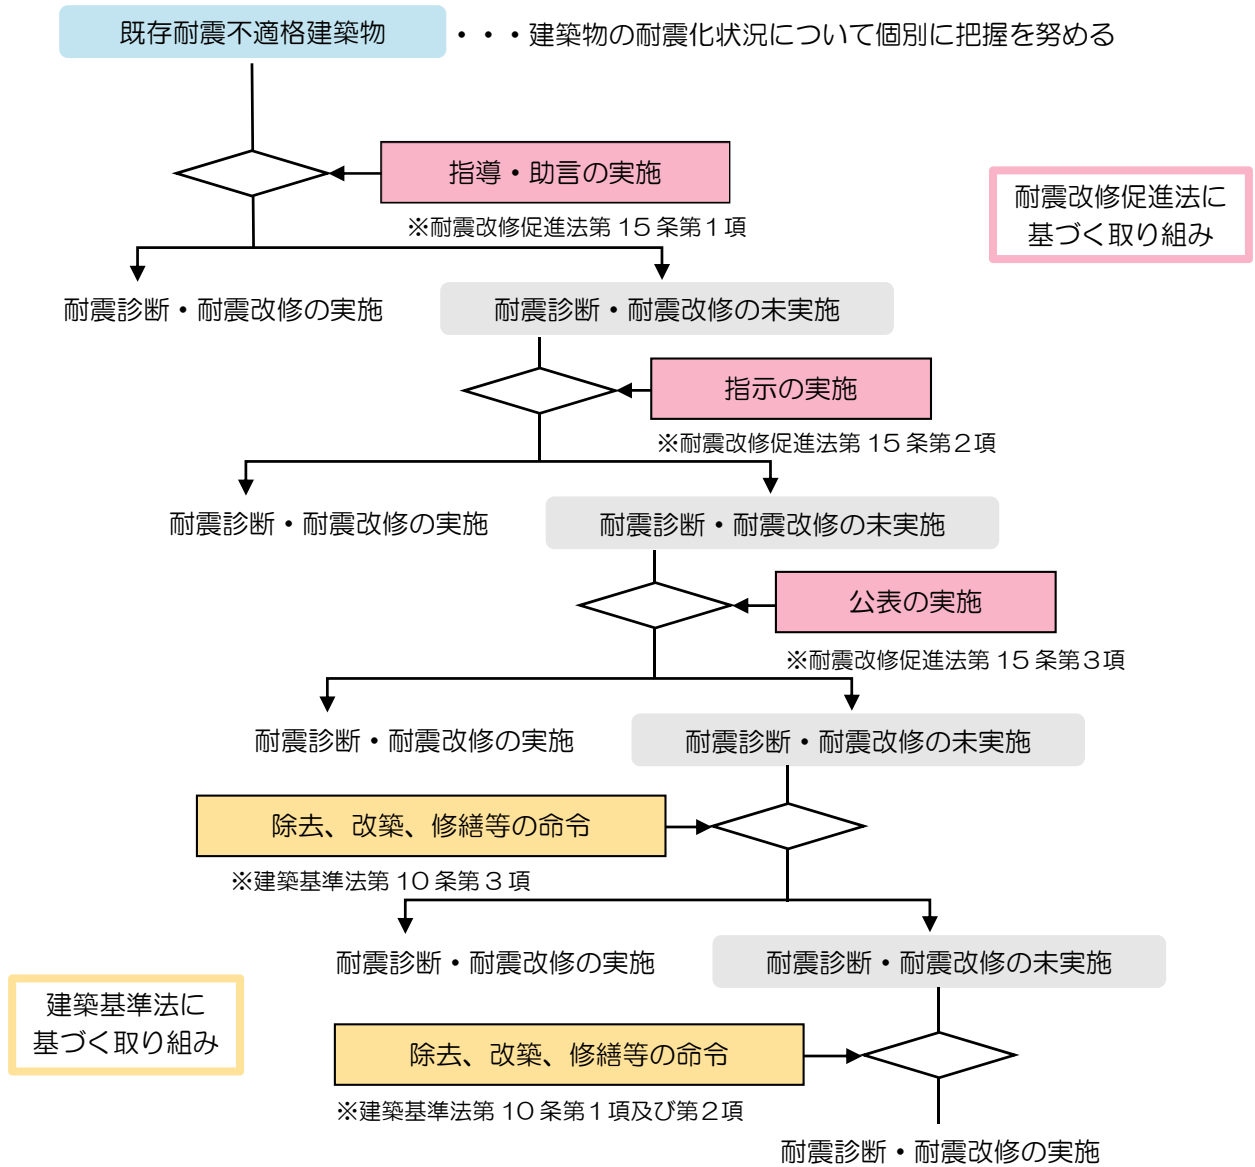 既存耐震不適格建築物 ・・・建築物の耐震化状況について個別に把握を努める
指導・助言の実施
※耐震改修促進法第15条第1項
耐震改修促進法に
基づく取り組み
耐震診断・耐震改修の実施
耐震診断・耐震改修の未実施
指示の実施
※耐震改修促進法第15条第2項
耐震診断・耐震改修の実施
耐震診断・耐震改修の未実施
公表の実施
※耐震改修促進法第15条第3項
耐震診断・耐震改修の実施
耐震診断・耐震改修の未実施
除去、改築、修繕等の命令
※建築基準法第10条第3項
耐震診断・耐震改修の実施
耐震診断・耐震改修の未実施
建築基準法に
基づく取り組み
除去、改築、修繕等の命令
※建築基準法第10条第1項及び第2項
耐震診断・耐震改修の実施